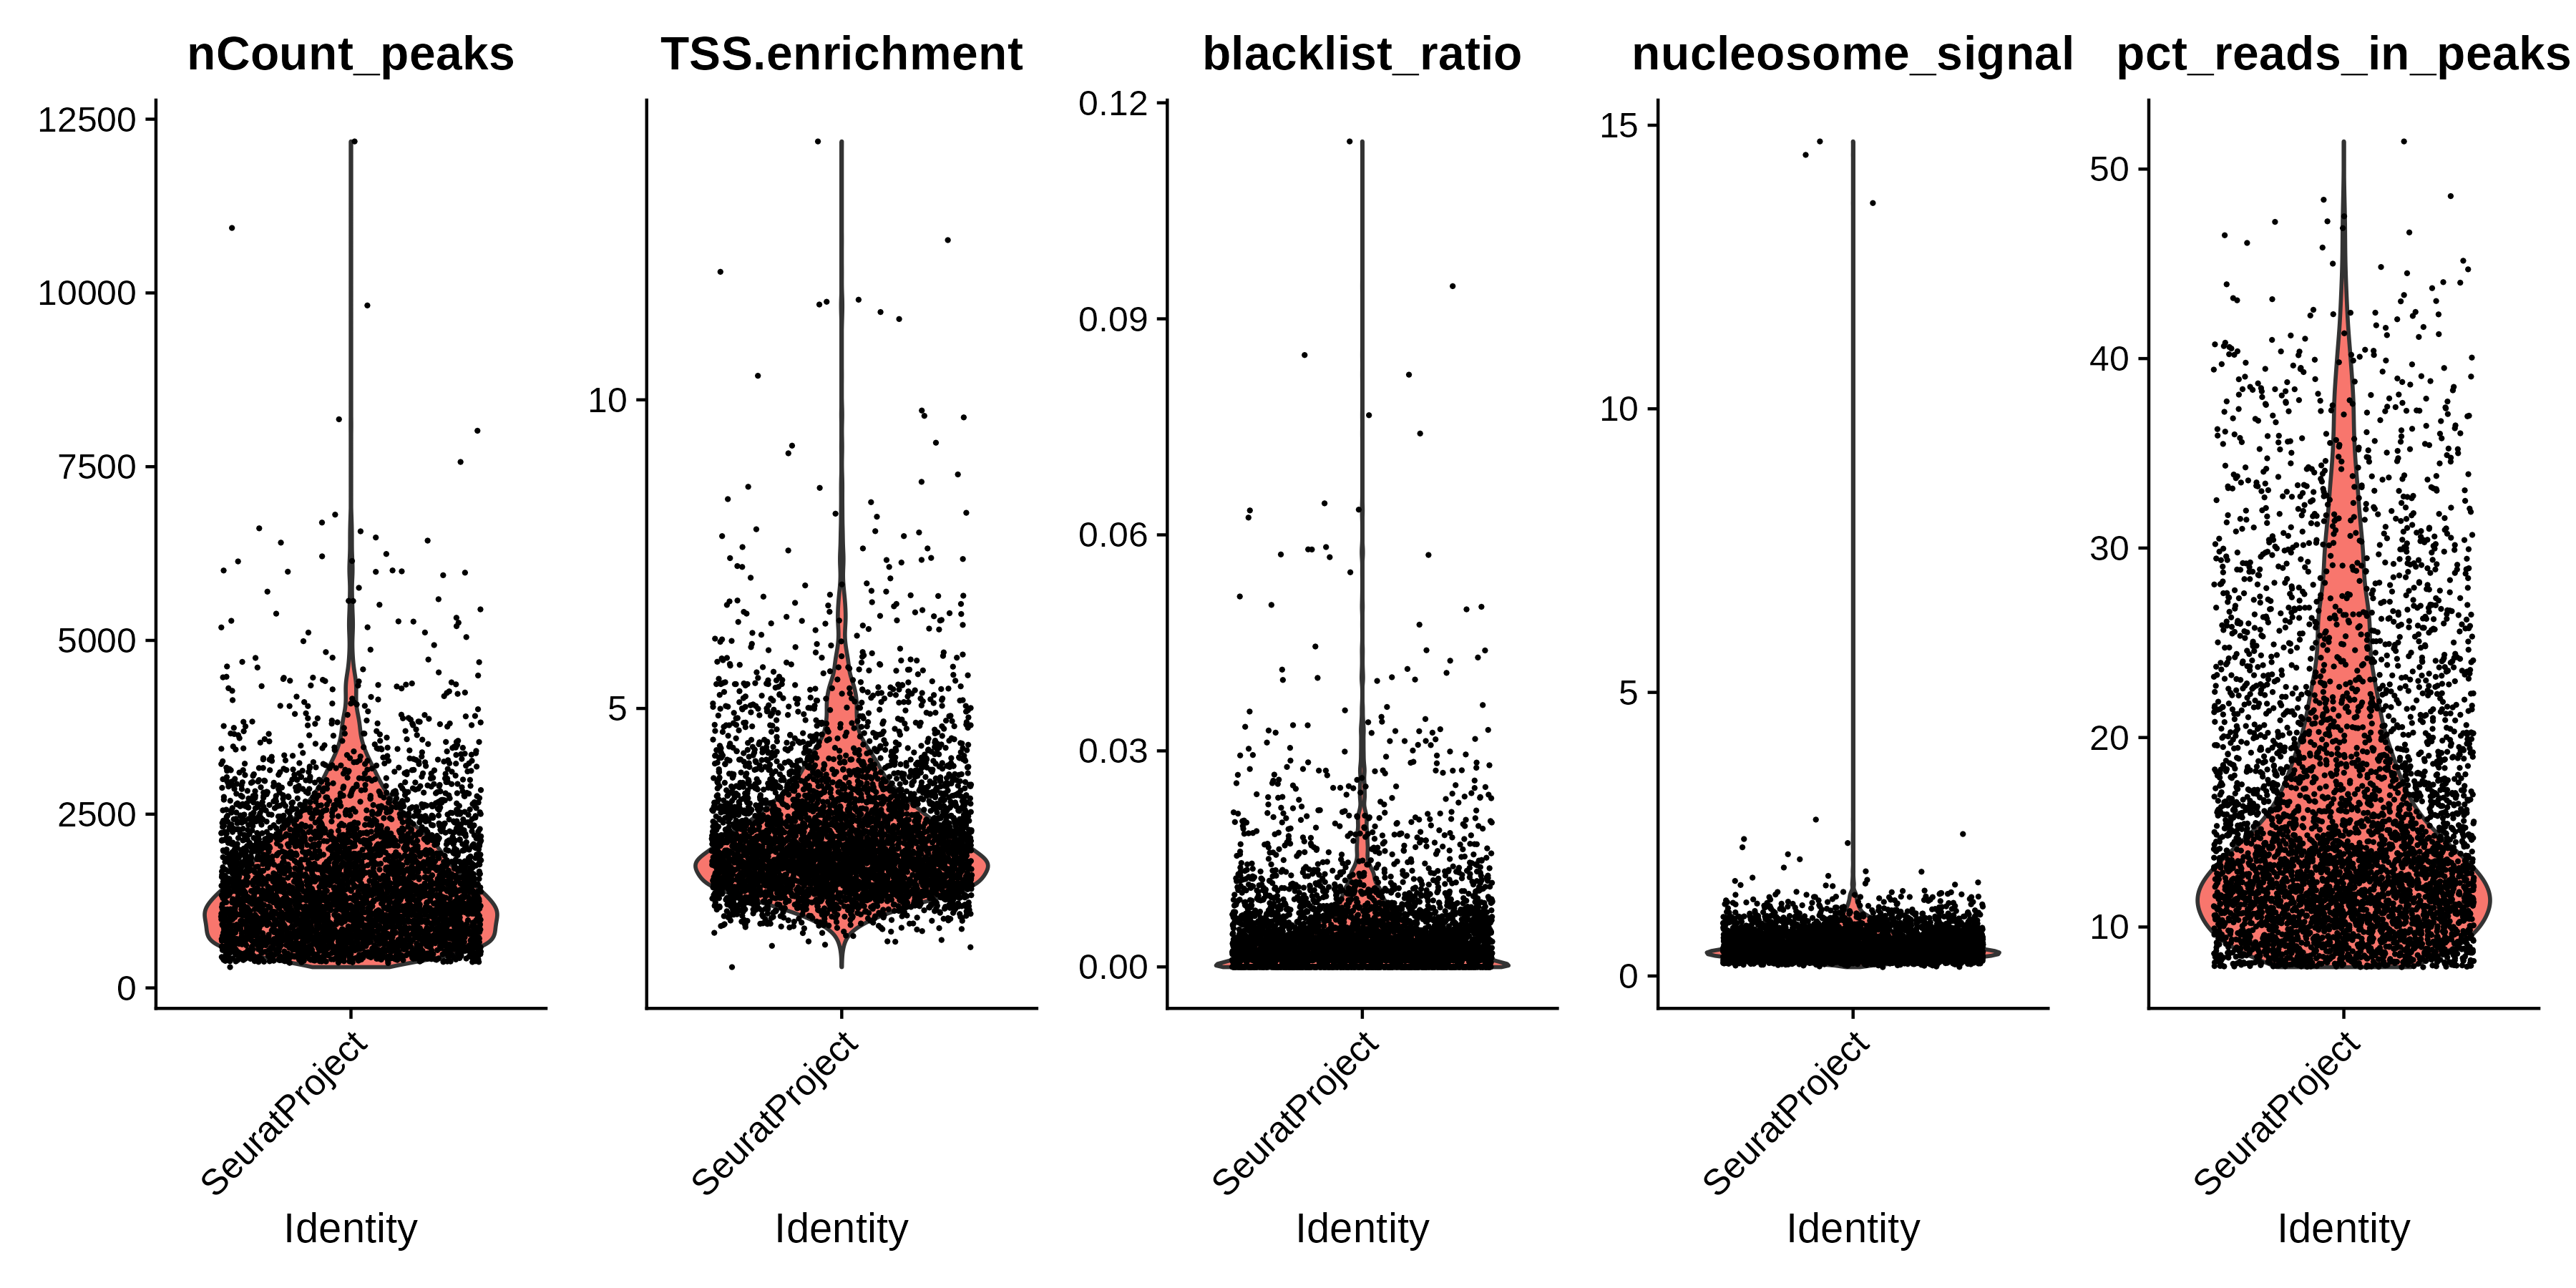 nCount_peaks
12500
10000
7500
5000
2500
0
SeuratProject
Identity
TSS.enrichment
10
5
SeuratProject
Identity
blacklist_ratio
0.12
0.09
0.06
0.03
0.00
SeuratProject
Identity
nucleosome_signal
15
10
5
0
SeuratProject
Identity
pct_reads_in_peaks
50
40
30
20
10
SeuratProject
Identity